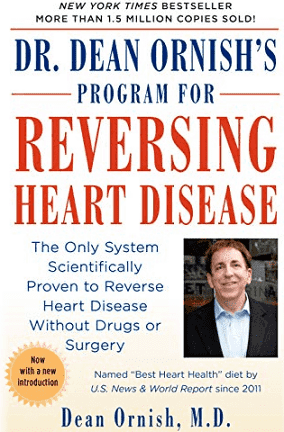 NEW YORK TIMES BESTSELLER
MORE THAN 1.5 MILLION COPIES SOLD!
DR. DEAN ORNISH'S
PROGRAM FOR
REVERSING
HEART DISEASE
The Only System
Scientifically
Proven to Reverse
Heart Disease
Without Drugs or
Surgery
Now
with a new
introduction
Named "Best Heart Health" diet by
U.S. News & World Report since 2011
Dean Ornish, M.D.